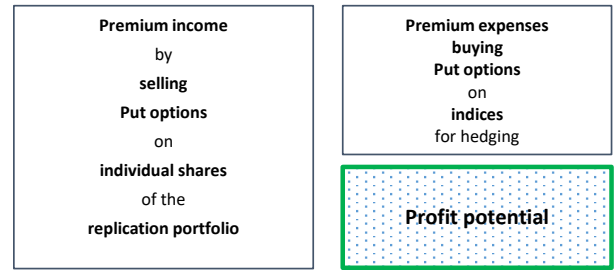 Premium income
by
selling
Put options
on
individual shares
of the
replication portfolio
Premium expenses
buying
Put options
on
indices
for hedging
Profit potential